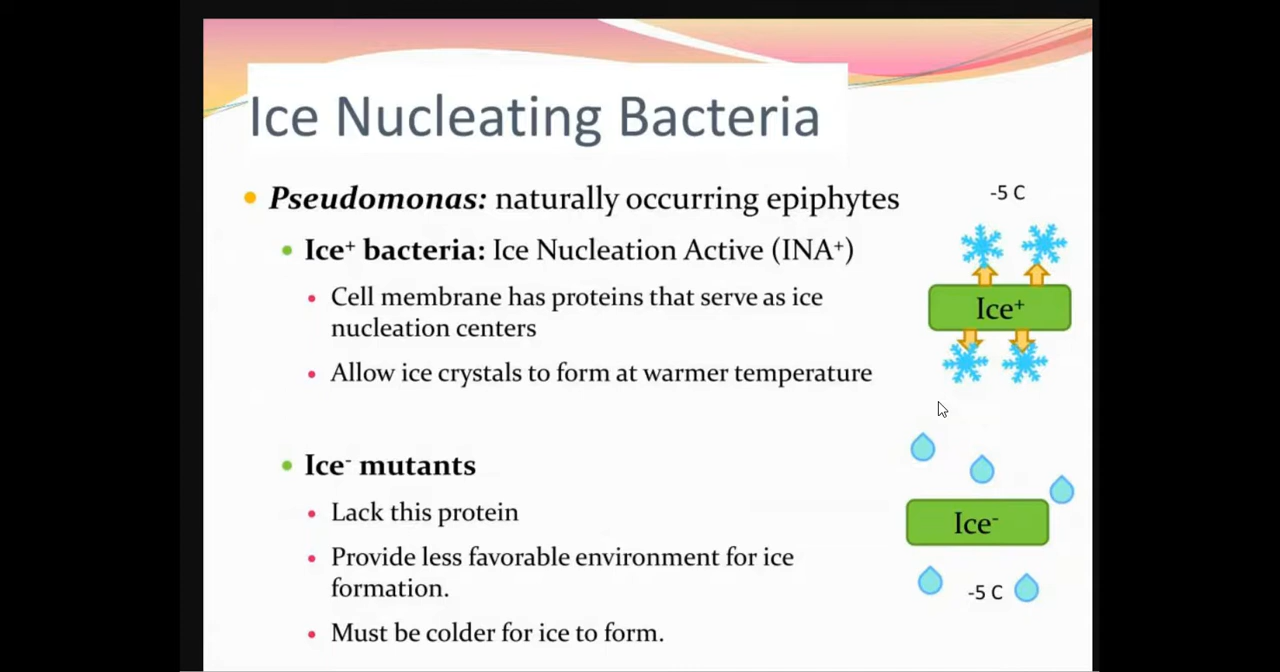 Ice Nucleating Bacteria
Pseudomonas: naturally occurring epiphytes
Ice⁺ bacteria: Ice Nucleation Active (INA⁺)
Cell membrane has proteins that serve as ice
nucleation centers
Allow ice crystals to form at warmer temperature
Ice⁻ mutants
Lack this protein
Provide less favorable environment for ice
formation.
Must be colder for ice to form.
-5 C
Ice⁺
Ice⁻
-5 C